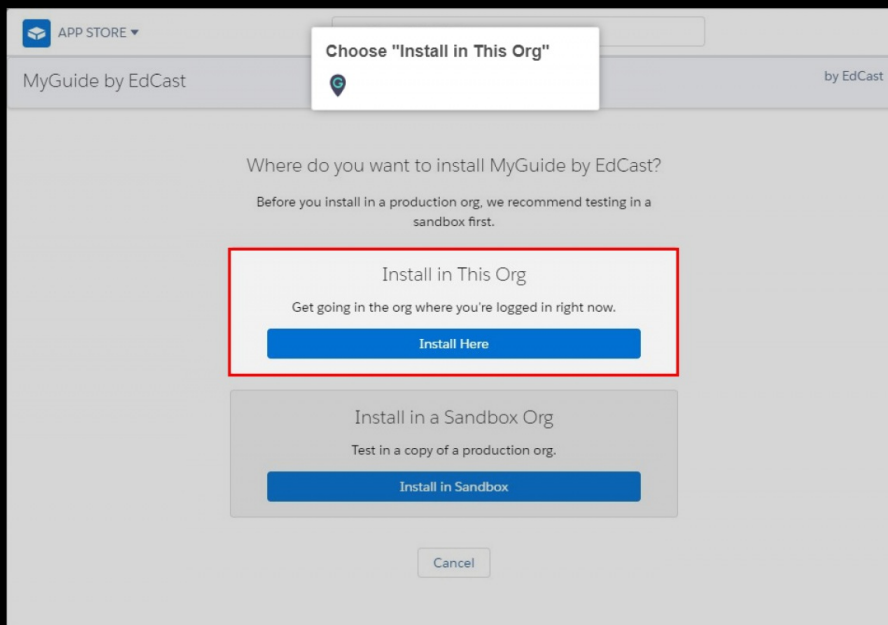 APP STORE
Choose "Install in This Org"
MyGuide by EdCast
by EdCast
Where do you want to install MyGuide by EdCast?
Before you install in a production org, we recommend testing in a
sandbox first.
Install in This Org
Get going in the org where you're logged in right now.
Install Here
Install in a Sandbox Org
Test in a copy of a production org.
Install in Sandbox
Cancel